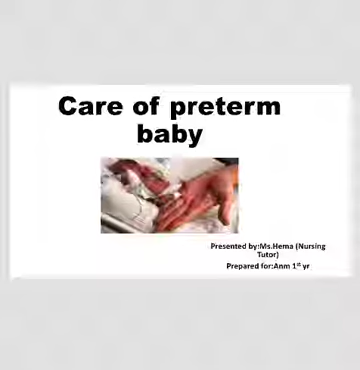 Care of preterm
baby
Presented by:Ms.Hema (Nursing
Tutor)
Prepared for:Anm 1st yr